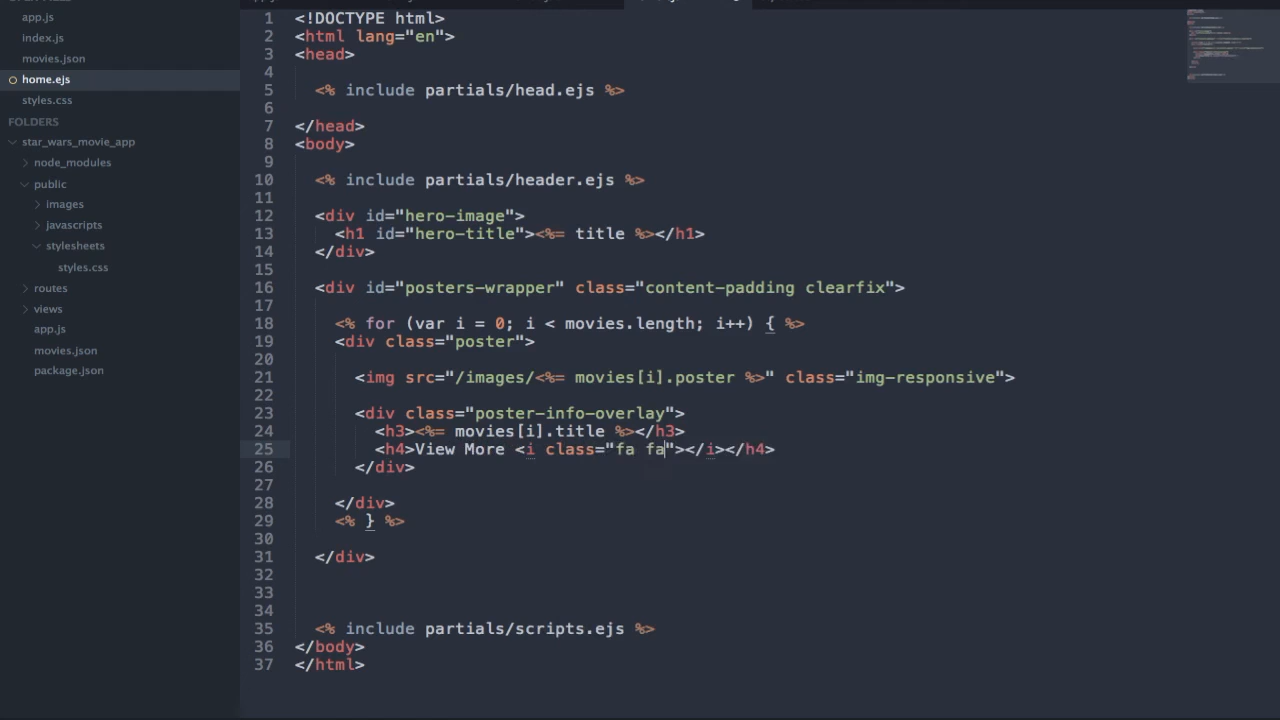 app.js
index.js
movies.json
home.ejs
styles.css
FOLDERS
star_wars_movie_app
node_modules
public
images
javascripts
stylesheets
styles.css
routes
views
app.js
movies.json
package.json
1 <!DOCTYPE html>
2 <html lang="en">
3 <head>
4
5 <% include partials/head.ejs %>
6
7 </head>
8 <body>
9
10 <% include partials/header.ejs %>
11
12 <div id="hero-image">
13 <h1 id="hero-title"><%= title %></h1>
14 </div>
15
16 <div id="posters-wrapper" class="content-padding clearfix">
17
18 <% for (var i = 0; i < movies.length; i++) { %>
19 <div class="poster">
20
21 <img src="/images/<%= movies[i].poster %>" class="img-responsive">
22
23 <div class="poster-info-overlay">
24 <h3><%= movies[i].title %></h3>
25 <h4>View More <i class="fa fa"></i></h4>
26 </div>
27
28 </div>
29 <% } %>
30
31 </div>
32
33
34
35 <% include partials/scripts.ejs %>
36 </body>
37 </html>